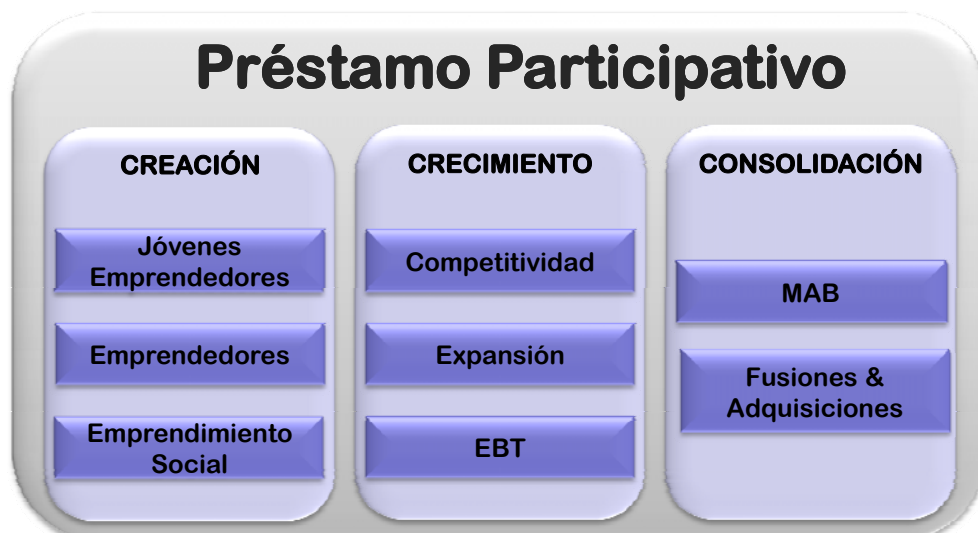 Préstamo Participativo
CREACIÓN
Jóvenes
Emprendedores
Emprendedores
Emprendimiento
Social
CRECIMIENTO
Competitividad
Expansión
EBT
CONSOLIDACIÓN
MAB
Fusiones &
Adquisiciones